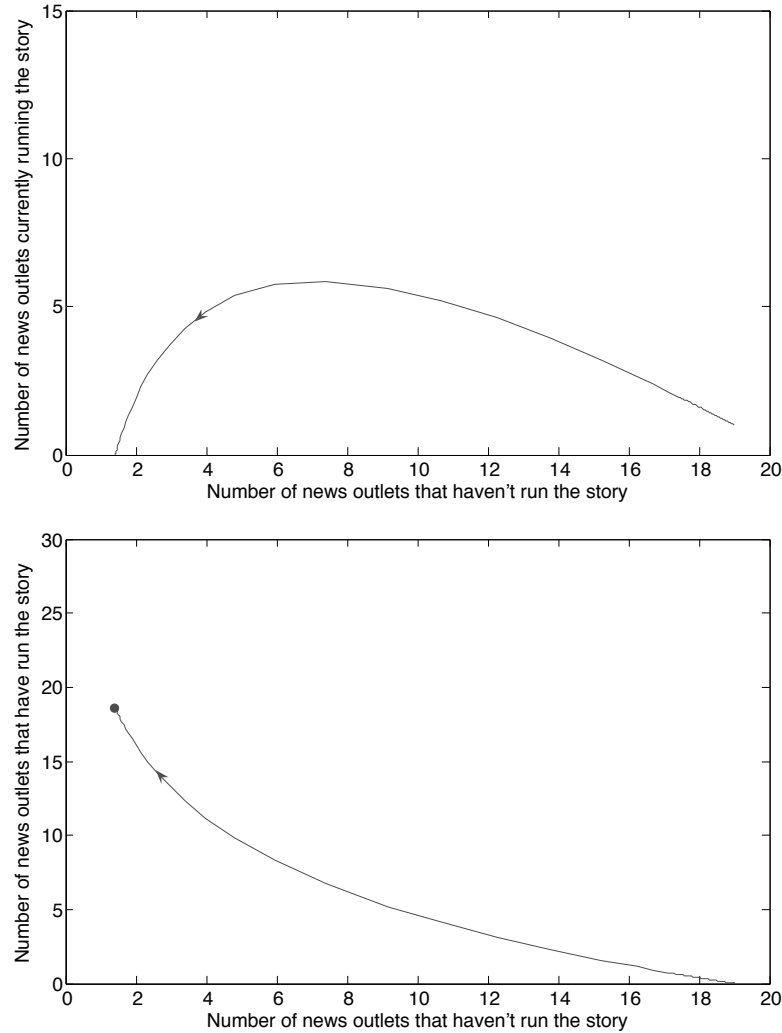 Number of news outlets currently running the story
15
10
5
0
0 2 4 6 8 10 12 14 16 18 20
Number of news outlets that haven't run the story
Number of news outlets that have run the story
30
25
20
15
10
5
0
0 2 4 6 8 10 12 14 16 18 20
Number of news outlets that haven't run the story